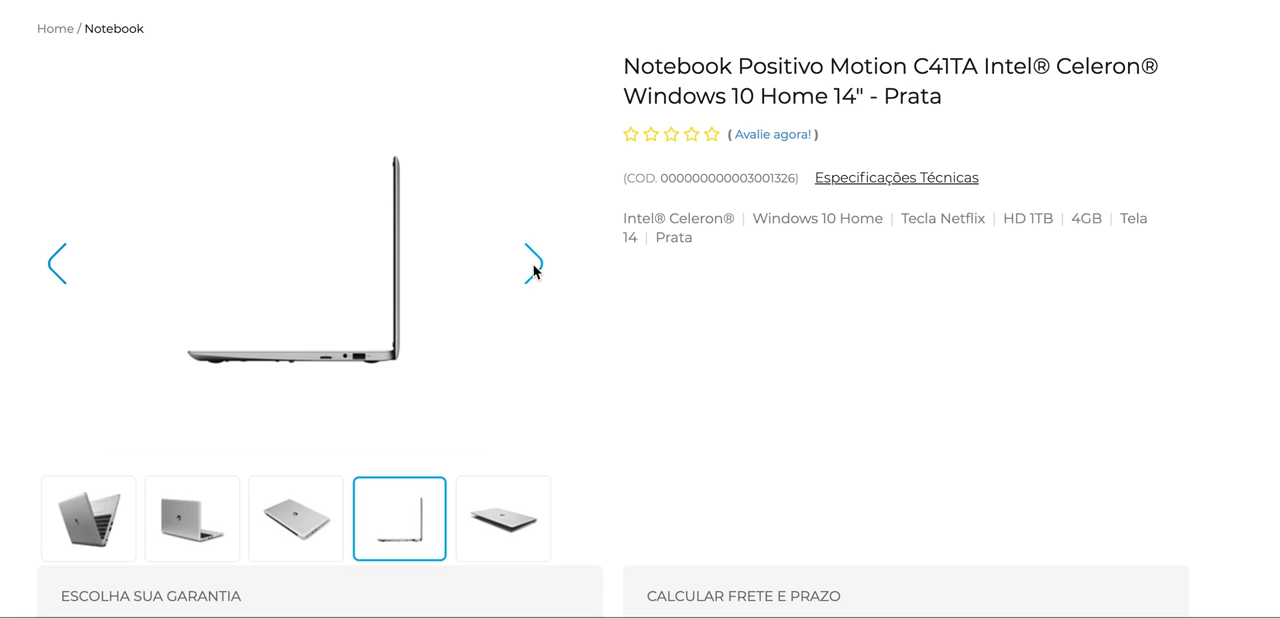 Home / Notebook
Notebook Positivo Motion C41TA Intel® Celeron®
Windows 10 Home 14" - Prata
( Avalie agora! )
(COD. 000000000003001326) Especificações Técnicas
Intel® Celeron® | Windows 10 Home | Tecla Netflix | HD 1TB | 4GB | Tela
14 | Prata
ESCOLHA SUA GARANTIA
CALCULAR FRETE E PRAZO